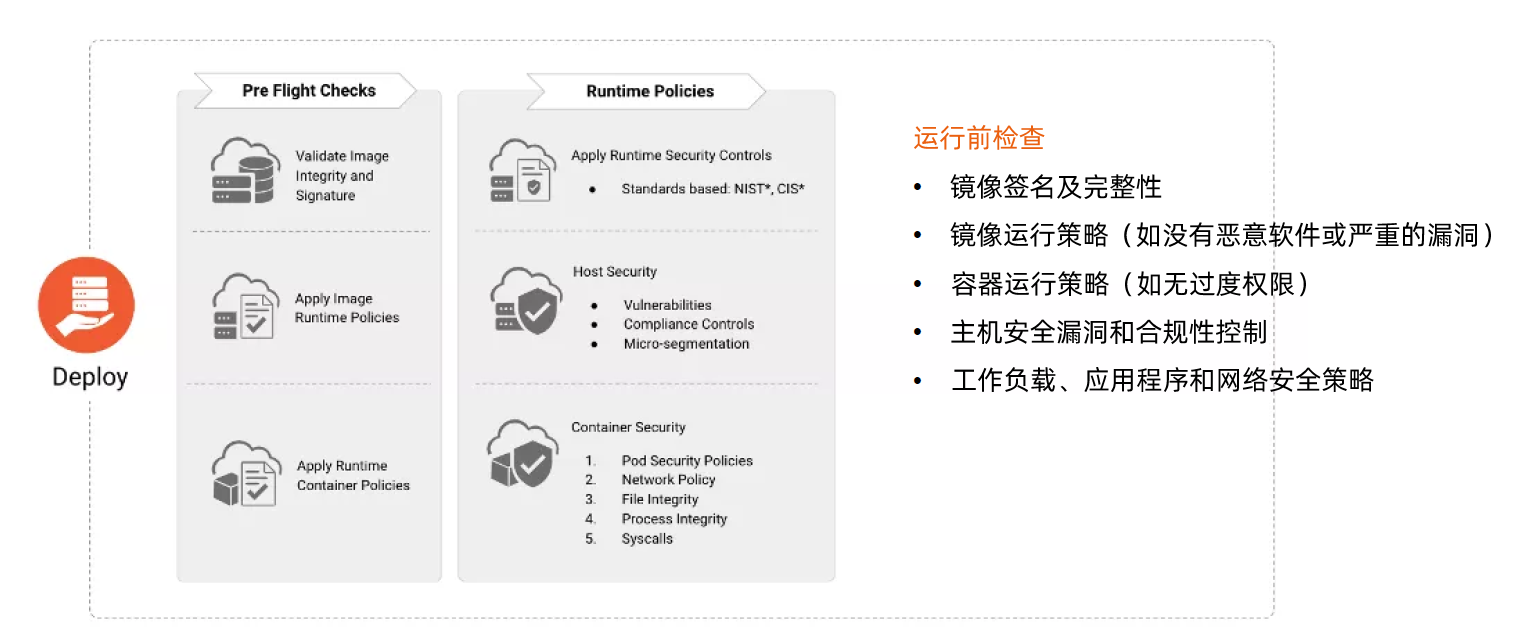 Deploy
Pre Flight Checks
Validate Image
Integrity and
Signature
Apply Image
Runtime Policies
Apply Runtime
Container Policies
Runtime Policies
Apply Runtime Security Controls
● Standards based: NIST*, CIS*
Host Security
● Vulnerabilities
● Compliance Controls
● Micro-segmentation
Container Security
1. Pod Security Policies
2. Network Policy
3. File Integrity
4. Process Integrity
5. Syscalls
运行前检查
• 镜像签名及完整性
• 镜像运行策略（如没有恶意软件或严重的漏洞）
• 容器运行策略（如无过度权限）
• 主机安全漏洞和合规性控制
• 工作负载、应用程序和网络安全策略